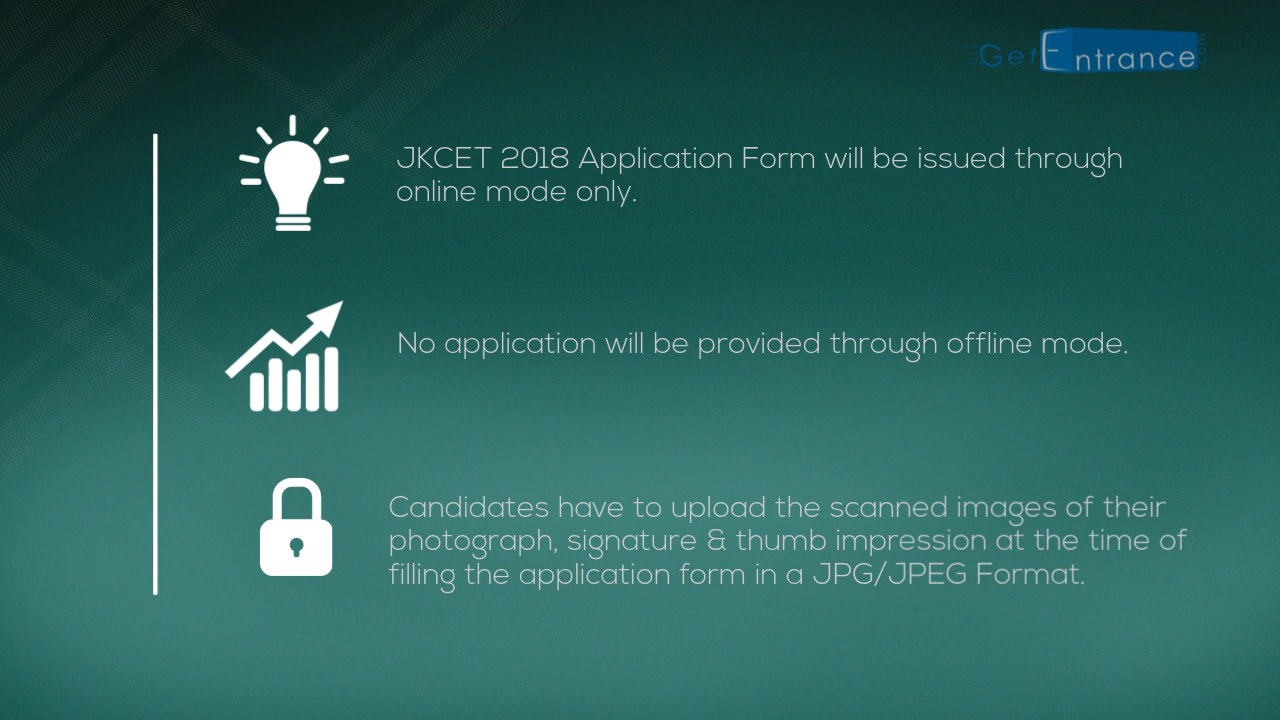 GetEntrance.com
JKCET 2018 Application Form will be issued through
online mode only.
No application will be provided through offline mode.
Candidates have to upload the scanned images of their
photograph, signature & thumb impression at the time of
filling the application form in a JPG/JPEG Format.